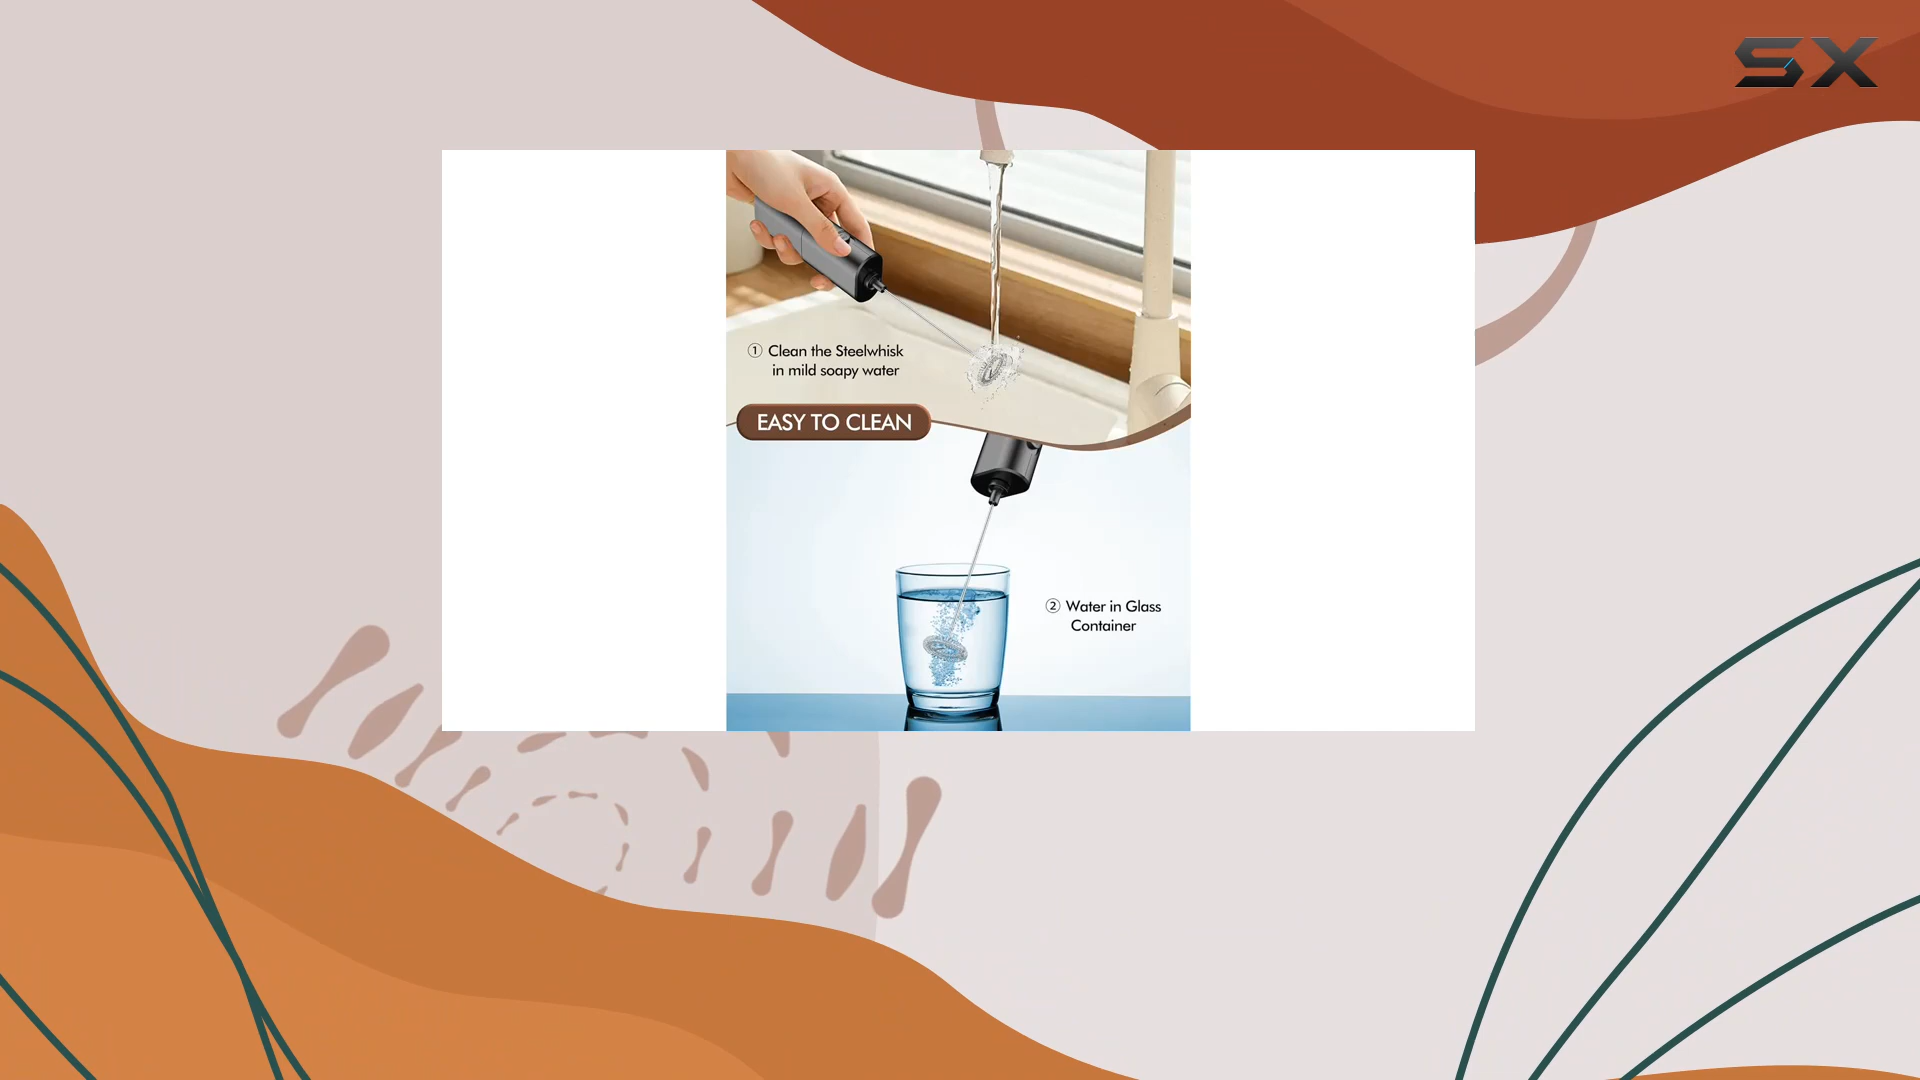 SX
① Clean the Steelwhisk
in mild soapy water
EASY TO CLEAN
② Water in Glass
Container